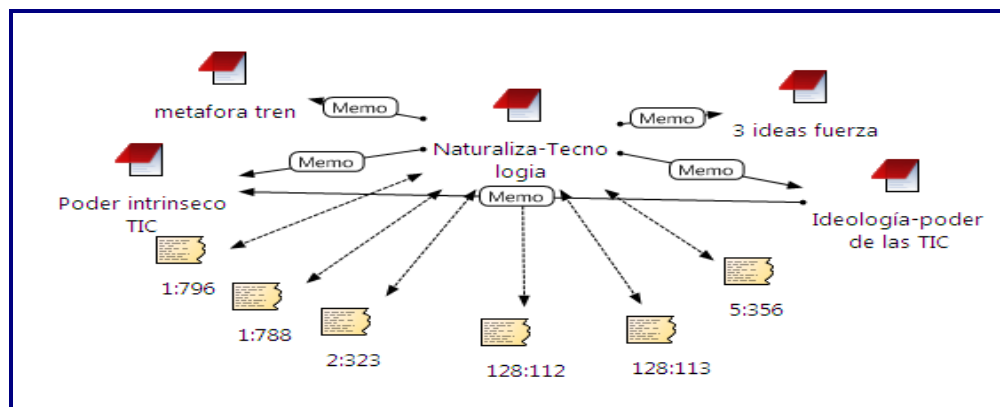 metafora tren
Memo
Naturaliza-Tecno
logia
Memo
3 ideas fuerza
Memo
Poder intrinseco
TIC
Memo
Memo
Ideología-poder
de las TIC
1:796
1:788
2:323
128:112
128:113
5:356